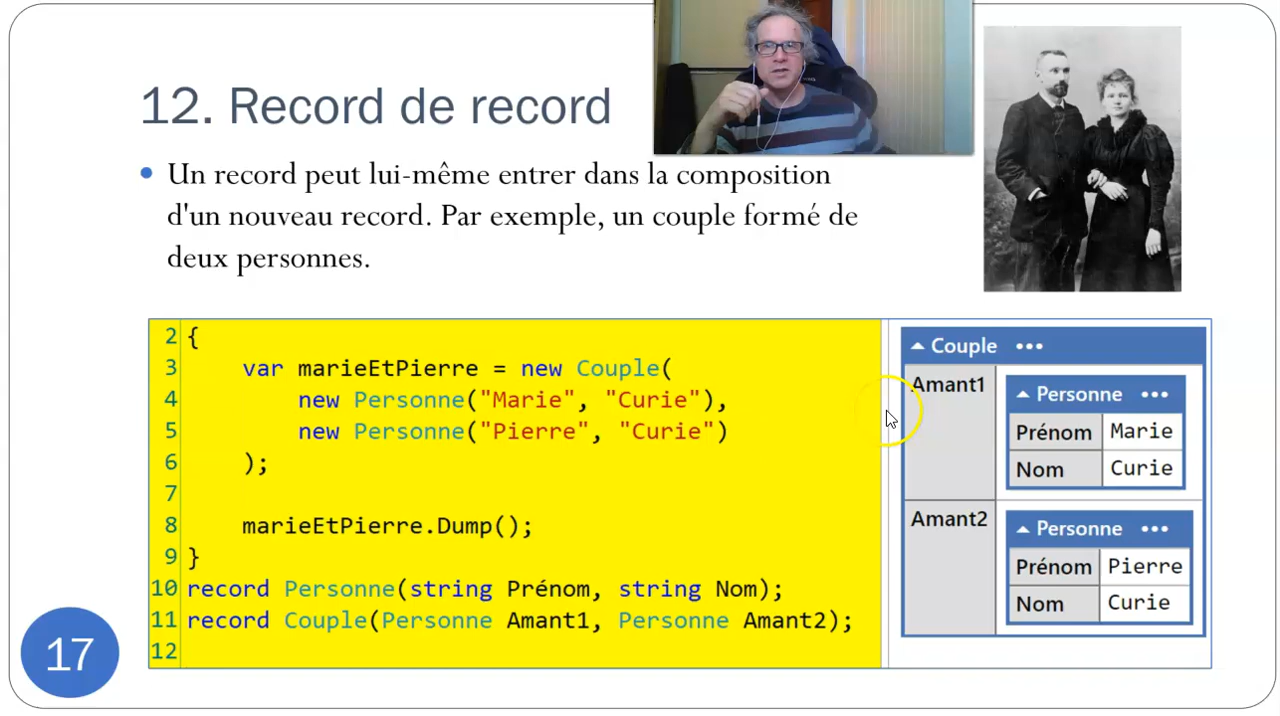 12. Record de record
Un record peut lui-même entrer dans la composition
d'un nouveau record. Par exemple, un couple formé de
deux personnes.
2 {
3 var marieEtPierre = new Couple(
4 new Personne("Marie", "Curie"),
5 new Personne("Pierre", "Curie")
6 );
7
8 marieEtPierre.Dump();
9 }
10 record Personne(string Prénom, string Nom);
11 record Couple(Personne Amant1, Personne Amant2);
12
Couple
Amant1
Personne
Prénom Marie
Nom Curie
Amant2
Personne
Prénom Pierre
Nom Curie
17